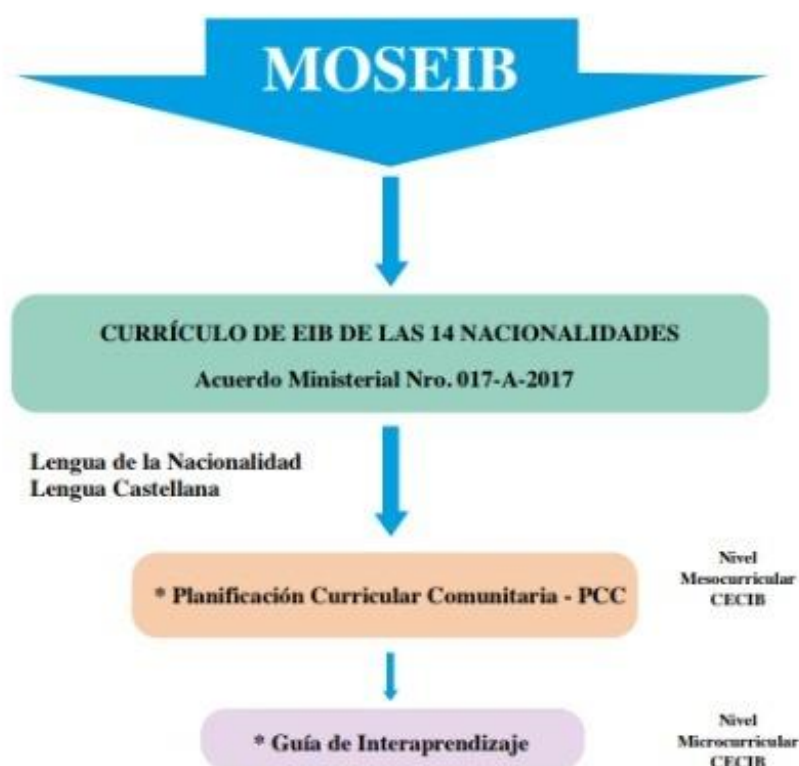 MOSEIB
CURRÍCULO DE EIB DE LAS 14 NACIONALIDADES
Acuerdo Ministerial Nro. 017-A-2017
Lengua de la Nacionalidad
Lengua Castellana
* Planificación Curricular Comunitaria - PCC
Nivel
Mesocurricular
CECIB
* Guía de Interaprendizaje
Nivel
Microcurricular
CECIB